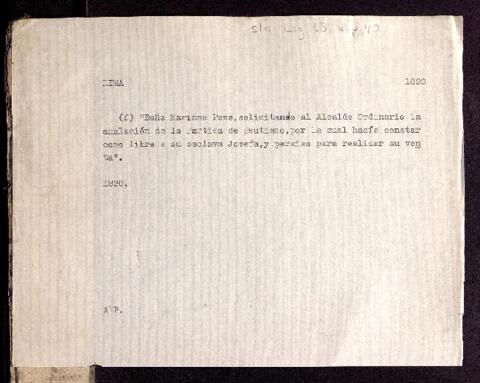 LIMA 1820
(f) "Doña Mariana Pozo,solicitando al Alcalde Ordinario la
anulación de la Partida de Bautismo,por la cual hacía constar
como libre a su esclava Josefa,y permiso para realizar su ven
ta".
1820.